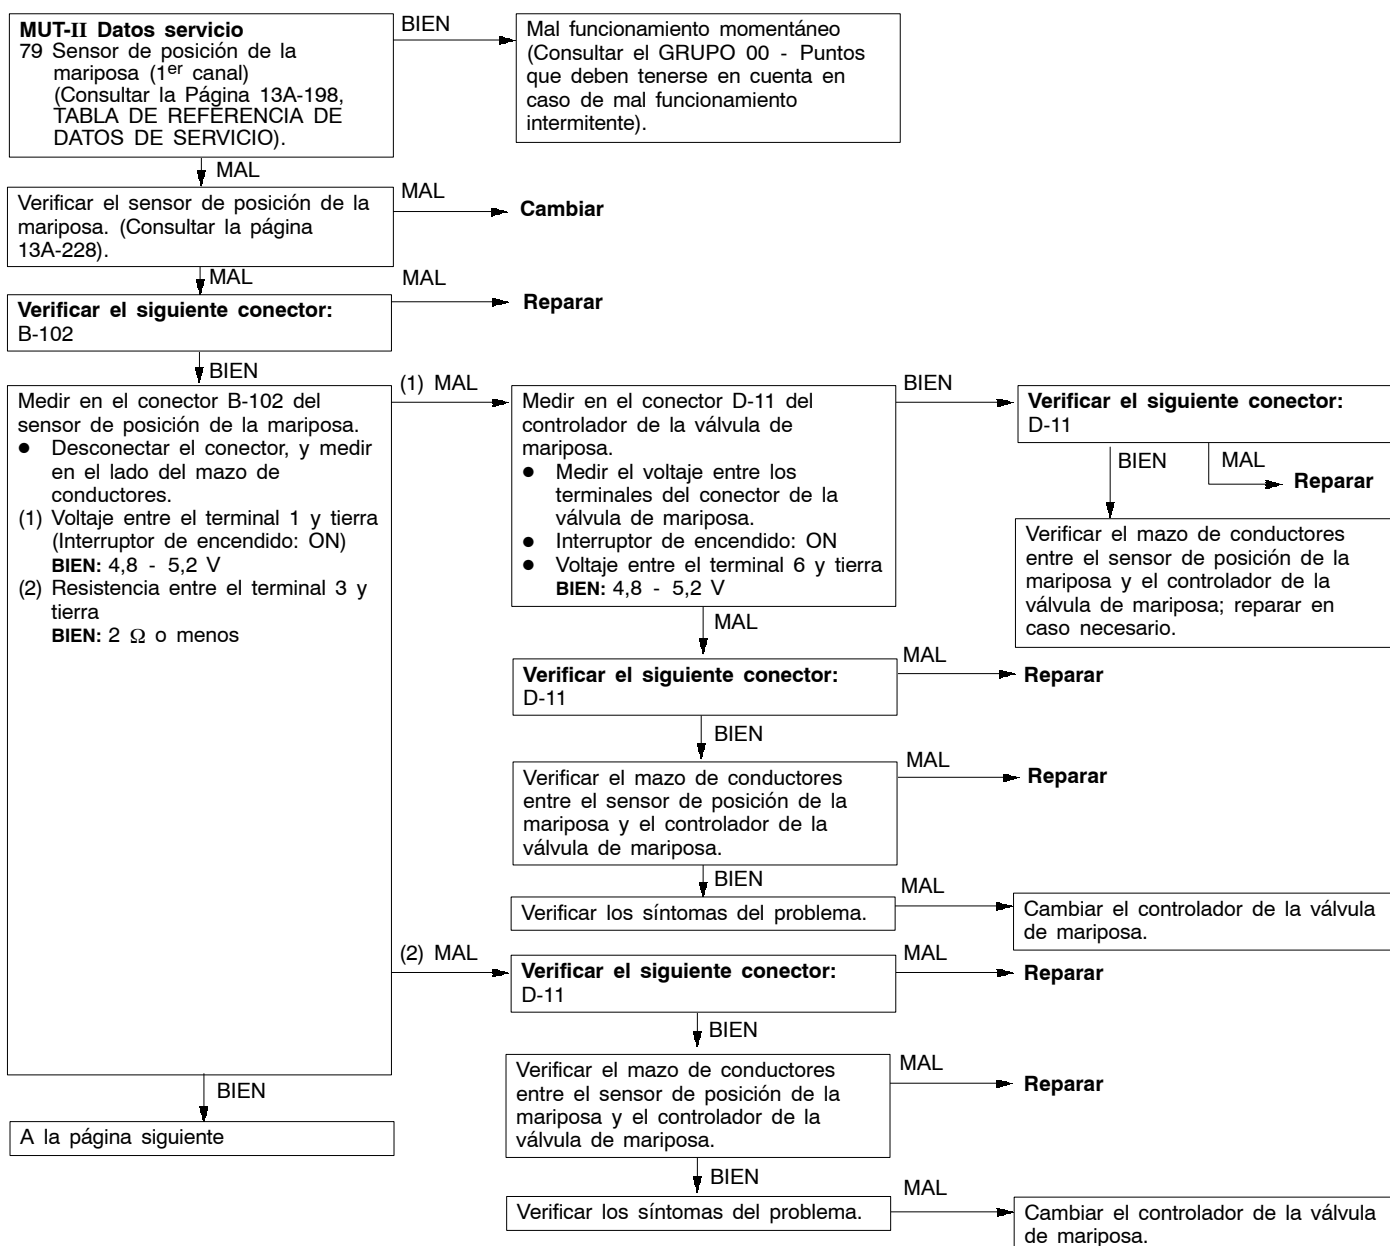 MUT-II Datos servicio
79 Sensor de posición de la
mariposa (1er canal)
(Consultar la Página 13A-198,
TABLA DE REFERENCIA DE
DATOS DE SERVICIO).
BIEN
Mal funcionamiento momentáneo
(Consultar el GRUPO 00 - Puntos
que deben tenerse en cuenta en
caso de mal funcionamiento
intermitente).
MAL
Verificar el sensor de posición de la
mariposa. (Consultar la página
13A-228).
MAL
Cambiar
MAL
MAL
Verificar el siguiente conector:
B-102
Reparar
BIEN
Medir en el conector B-102 del
sensor de posición de la mariposa.
● Desconectar el conector, y medir
en el lado del mazo de
conductores.
(1) Voltaje entre el terminal 1 y tierra
(Interruptor de encendido: ON)
BIEN: 4,8 - 5,2 V
(2) Resistencia entre el terminal 3 y
tierra
BIEN: 2 Ω o menos
(1) MAL
Medir en el conector D-11 del
controlador de la válvula de
mariposa.
● Medir el voltaje entre los
terminales del conector de la
válvula de mariposa.
● Interruptor de encendido: ON
● Voltaje entre el terminal 6 y tierra
BIEN: 4,8 - 5,2 V
BIEN
Verificar el siguiente conector:
D-11
BIEN
MAL
Reparar
Verificar el mazo de conductores
entre el sensor de posición de la
mariposa y el controlador de la
válvula de mariposa; reparar en
caso necesario.
MAL
Verificar el siguiente conector:
D-11
MAL
Reparar
BIEN
Verificar el mazo de conductores
entre el sensor de posición de la
mariposa y el controlador de la
válvula de mariposa.
MAL
Reparar
BIEN
Verificar los síntomas del problema.
MAL
Cambiar el controlador de la válvula
de mariposa.
(2) MAL
Verificar el siguiente conector:
D-11
MAL
Reparar
BIEN
Verificar el mazo de conductores
entre el sensor de posición de la
mariposa y el controlador de la
válvula de mariposa.
MAL
Reparar
BIEN
Verificar los síntomas del problema.
MAL
Cambiar el controlador de la válvula
de mariposa.
BIEN
A la página siguiente